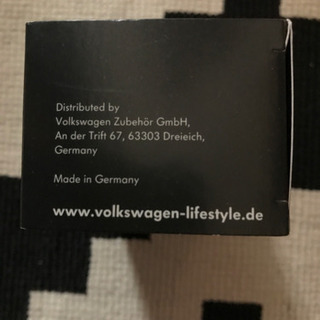 Distributed by
Volkswagen Zubehör GmbH,
An der Trift 67, 63303 Dreieich,
Germany
Made in Germany
www.volkswagen-lifestyle.de